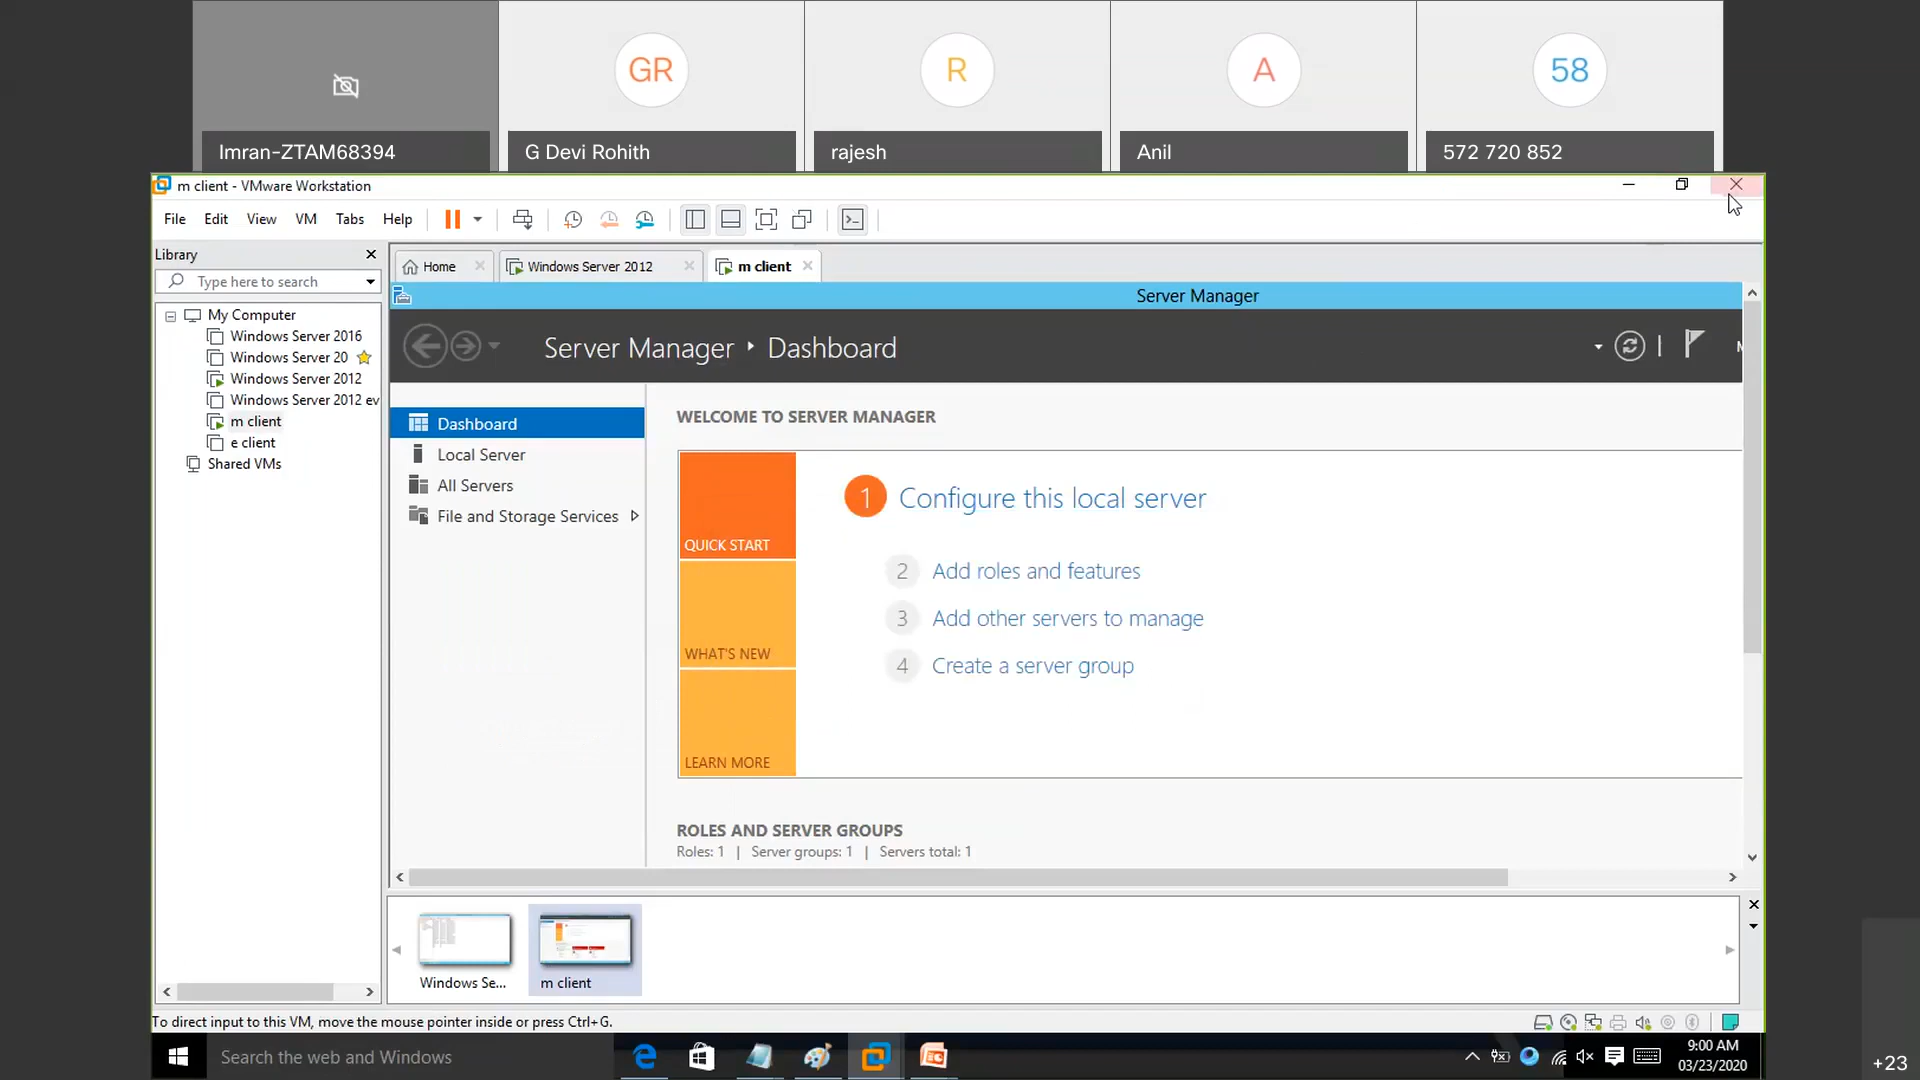 GR
R
A
58
Imran-ZTAM68394
G Devi Rohith
rajesh
Anil
572 720 852
m client - VMware Workstation
File Edit View VM Tabs Help
Library
Home
Windows Server 2012
m client
Type here to search
Server Manager
My Computer
Windows Server 2016
Windows Server 20
Windows Server 2012
Windows Server 2012 ev
m client
e client
Shared VMs
Server Manager Dashboard
Dashboard
Local Server
All Servers
File and Storage Services
WELCOME TO SERVER MANAGER
QUICK START
WHAT'S NEW
LEARN MORE
1 Configure this local server
2 Add roles and features
3 Add other servers to manage
4 Create a server group
ROLES AND SERVER GROUPS
Roles: 1 | Server groups: 1 | Servers total: 1
Windows Se...
m client
To direct input to this VM, move the mouse pointer inside or press Ctrl+G.
Search the web and Windows
9:00 AM
03/23/2020
+23